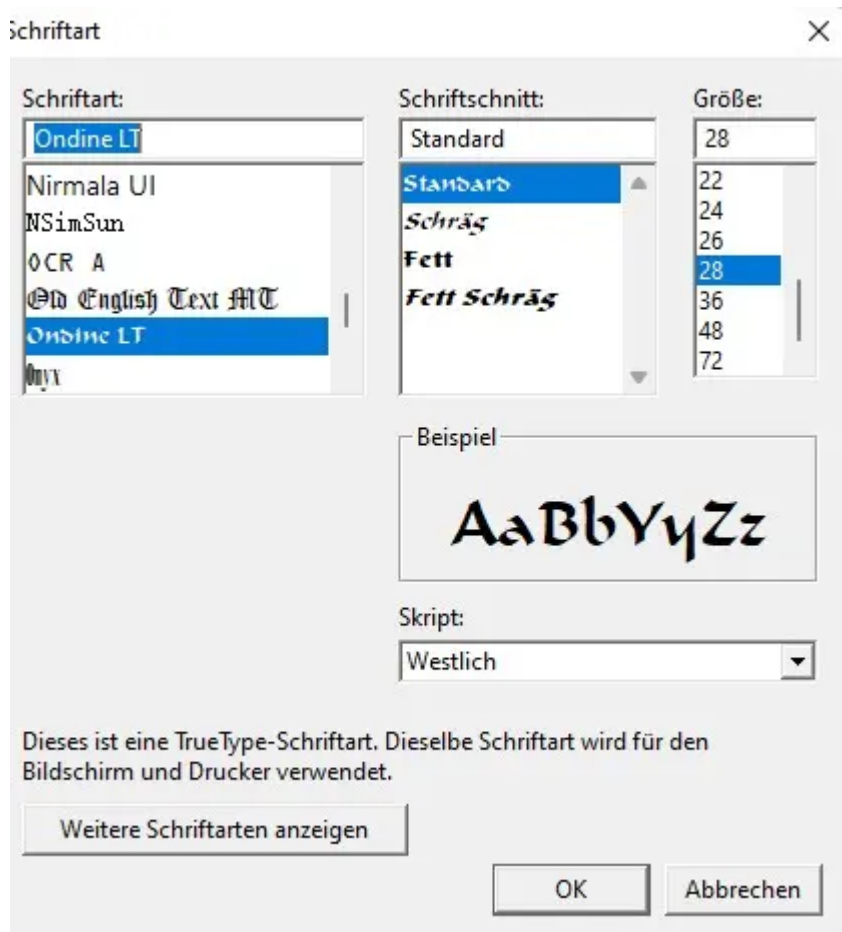 Schriftart
Schriftart:
Ondine LT
Nirmala UI
NSimSun
OCR A
Old English Text MT
Ondine LT
Onyx
Schriftschnitt:
Standard
Standard
Schräg
Fett
Fett Schräg
Größe:
28
22
24
26
28
36
48
72
Beispiel
AaBbYyZz
Skript:
Westlich
Dieses ist eine TrueType-Schriftart. Dieselbe Schriftart wird für den
Bildschirm und Drucker verwendet.
Weitere Schriftarten anzeigen
OK
Abbrechen